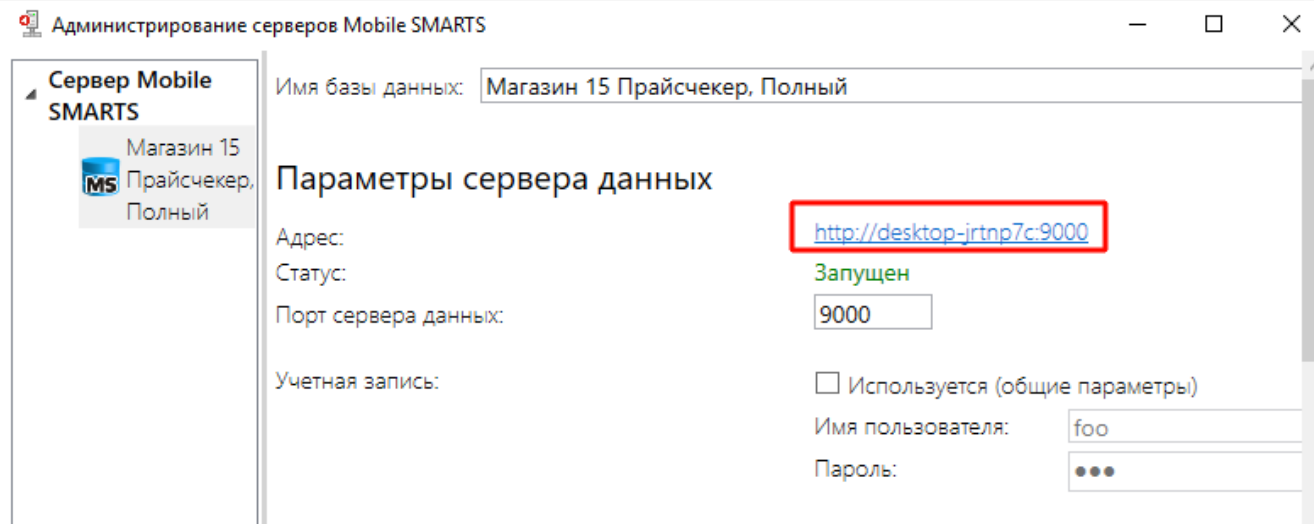 Администрирование серверов Mobile SMARTS
Сервер Mobile
SMARTS
Магазин 15
Прайсчекер,
Полный
MS
Имя базы данных: Магазин 15 Прайсчекер, Полный
Параметры сервера данных
Адрес: http://desktop-jrtnp7c:9000
Статус: Запущен
Порт сервера данных: 9000
Учетная запись: Используется (общие параметры)
Имя пользователя: foo
Пароль: •••